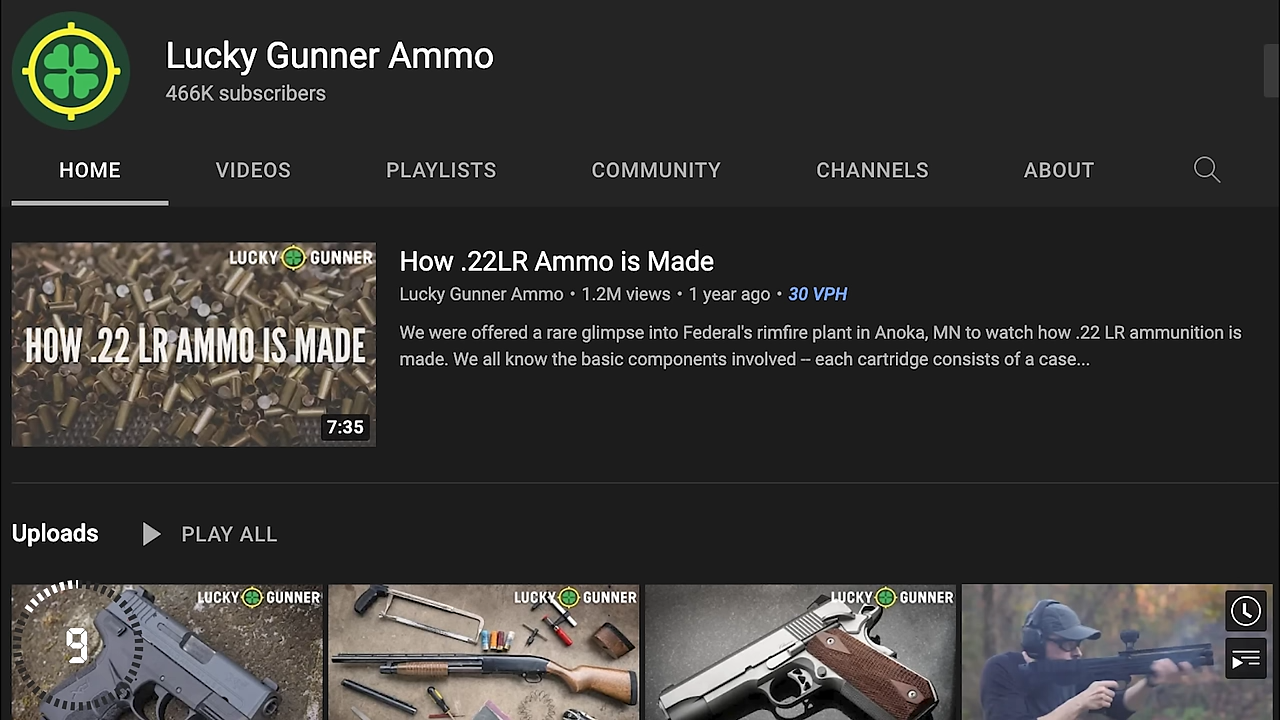 Lucky Gunner Ammo
466K subscribers
HOME VIDEOS PLAYLISTS COMMUNITY CHANNELS ABOUT
LUCKY GUNNER
HOW .22 LR AMMO IS MADE
7:35
How .22LR Ammo is Made
Lucky Gunner Ammo • 1.2M views • 1 year ago • 30 VPH
We were offered a rare glimpse into Federal's rimfire plant in Anoka, MN to watch how .22 LR ammunition is
made. We all know the basic components involved -- each cartridge consists of a case...
Uploads PLAY ALL
LUCKY GUNNER LUCKY GUNNER LUCKY GUNNER
9